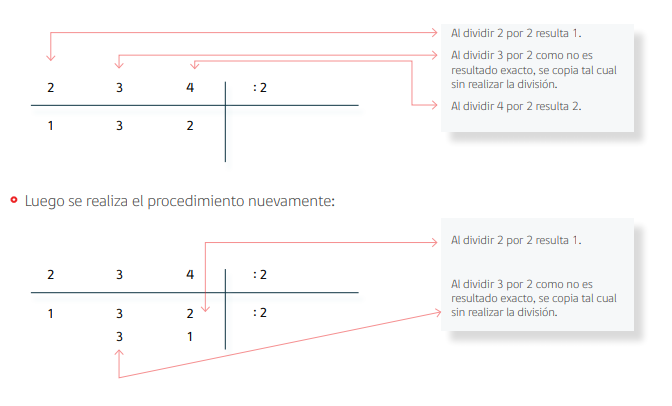 Al dividir 2 por 2 resulta 1.
Al dividir 3 por 2 como no es
resultado exacto, se copia tal cual
sin realizar la división.
Al dividir 4 por 2 resulta 2.
2 3 4 : 2
1 3 2
Luego se realiza el procedimiento nuevamente:
Al dividir 2 por 2 resulta 1.
Al dividir 3 por 2 como no es
resultado exacto, se copia tal cual
sin realizar la división.
2 3 4 : 2
1 3 2 : 2
3 1